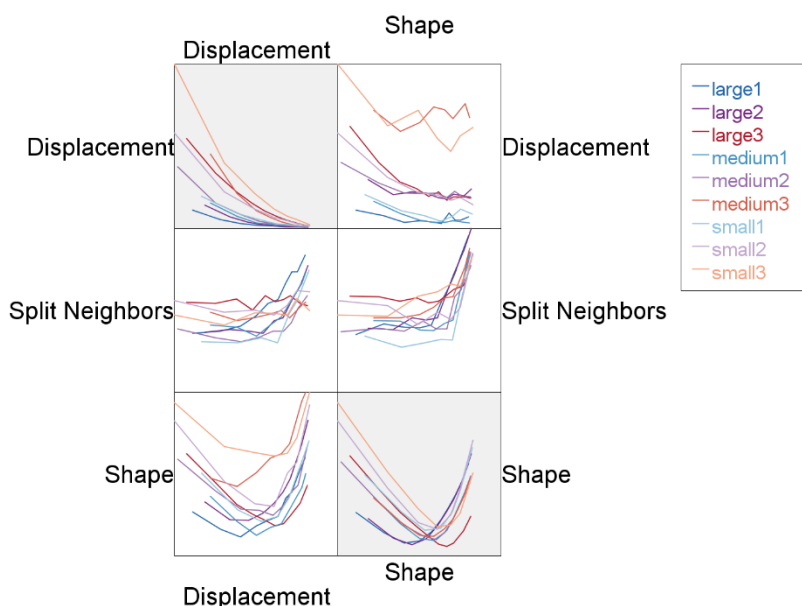 Shape
Displacement
Displacement
Displacement
large1
large2
large3
medium1
medium2
medium3
small1
small2
small3
Split Neighbors
Split Neighbors
Shape
Shape
Shape
Displacement